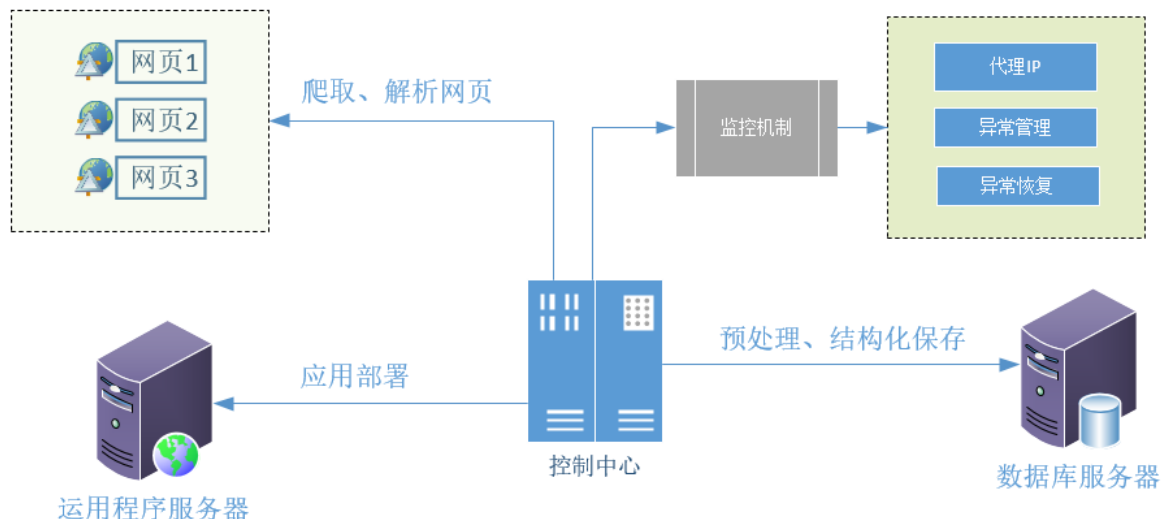 网页1
网页2
网页3
爬取、解析网页
监控机制
代理IP
异常管理
异常恢复
应用部署
预处理、结构化保存
控制中心
运用程序服务器
数据库服务器